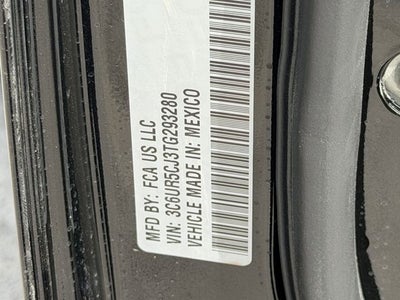 MFD BY: FCA US LLC
VIN: 3C6UR5CJ3TG293280
VEHICLE MADE IN: MEXICO